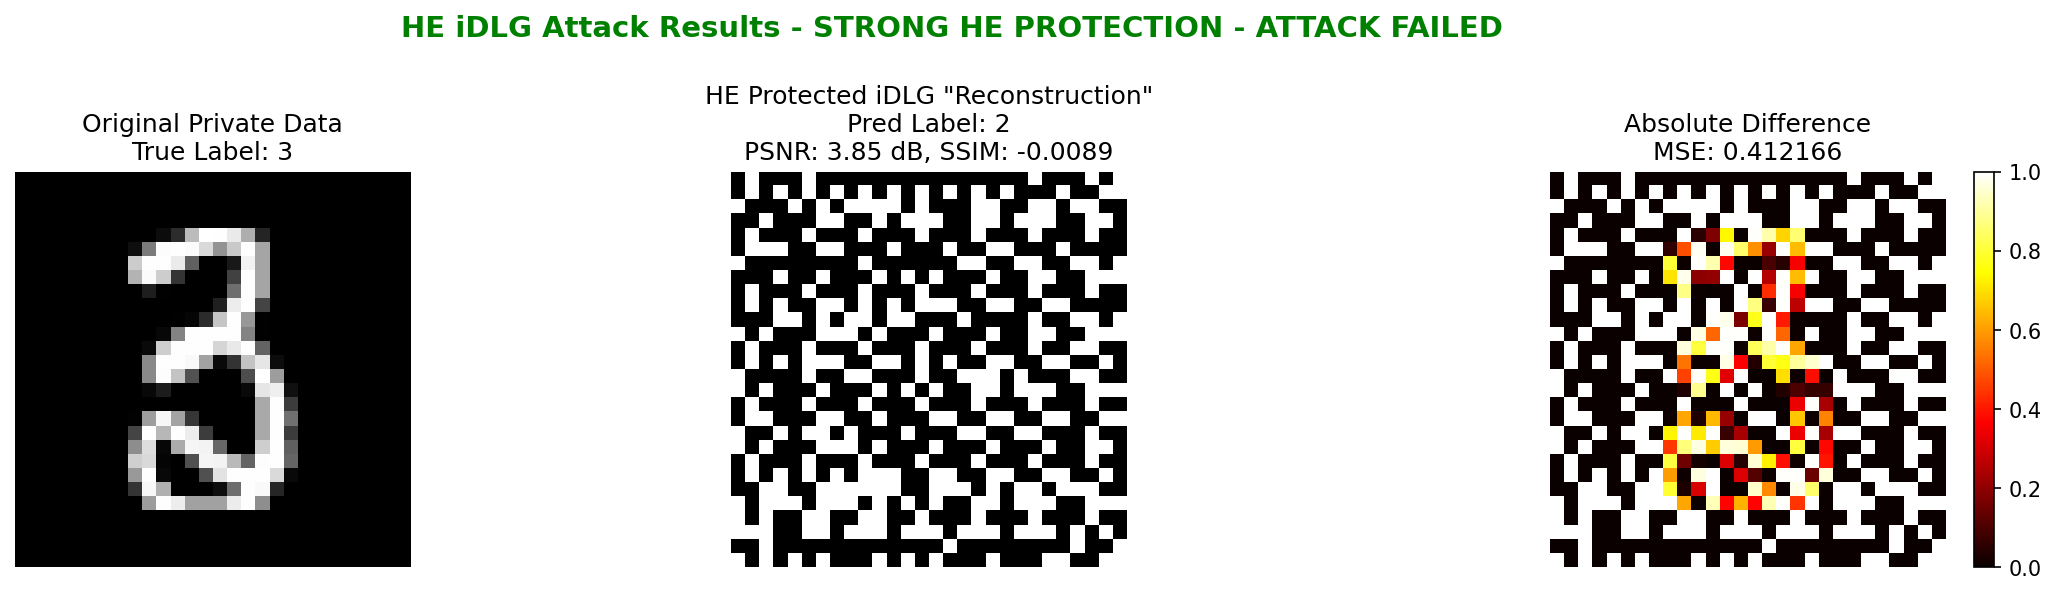 HE iDLG Attack Results - STRONG HE PROTECTION - ATTACK FAILED
Original Private Data
True Label: 3
HE Protected iDLG "Reconstruction"
Pred Label: 2
PSNR: 3.85 dB, SSIM: -0.0089
Absolute Difference
MSE: 0.412166
1.0
0.8
0.6
0.4
0.2
0.0